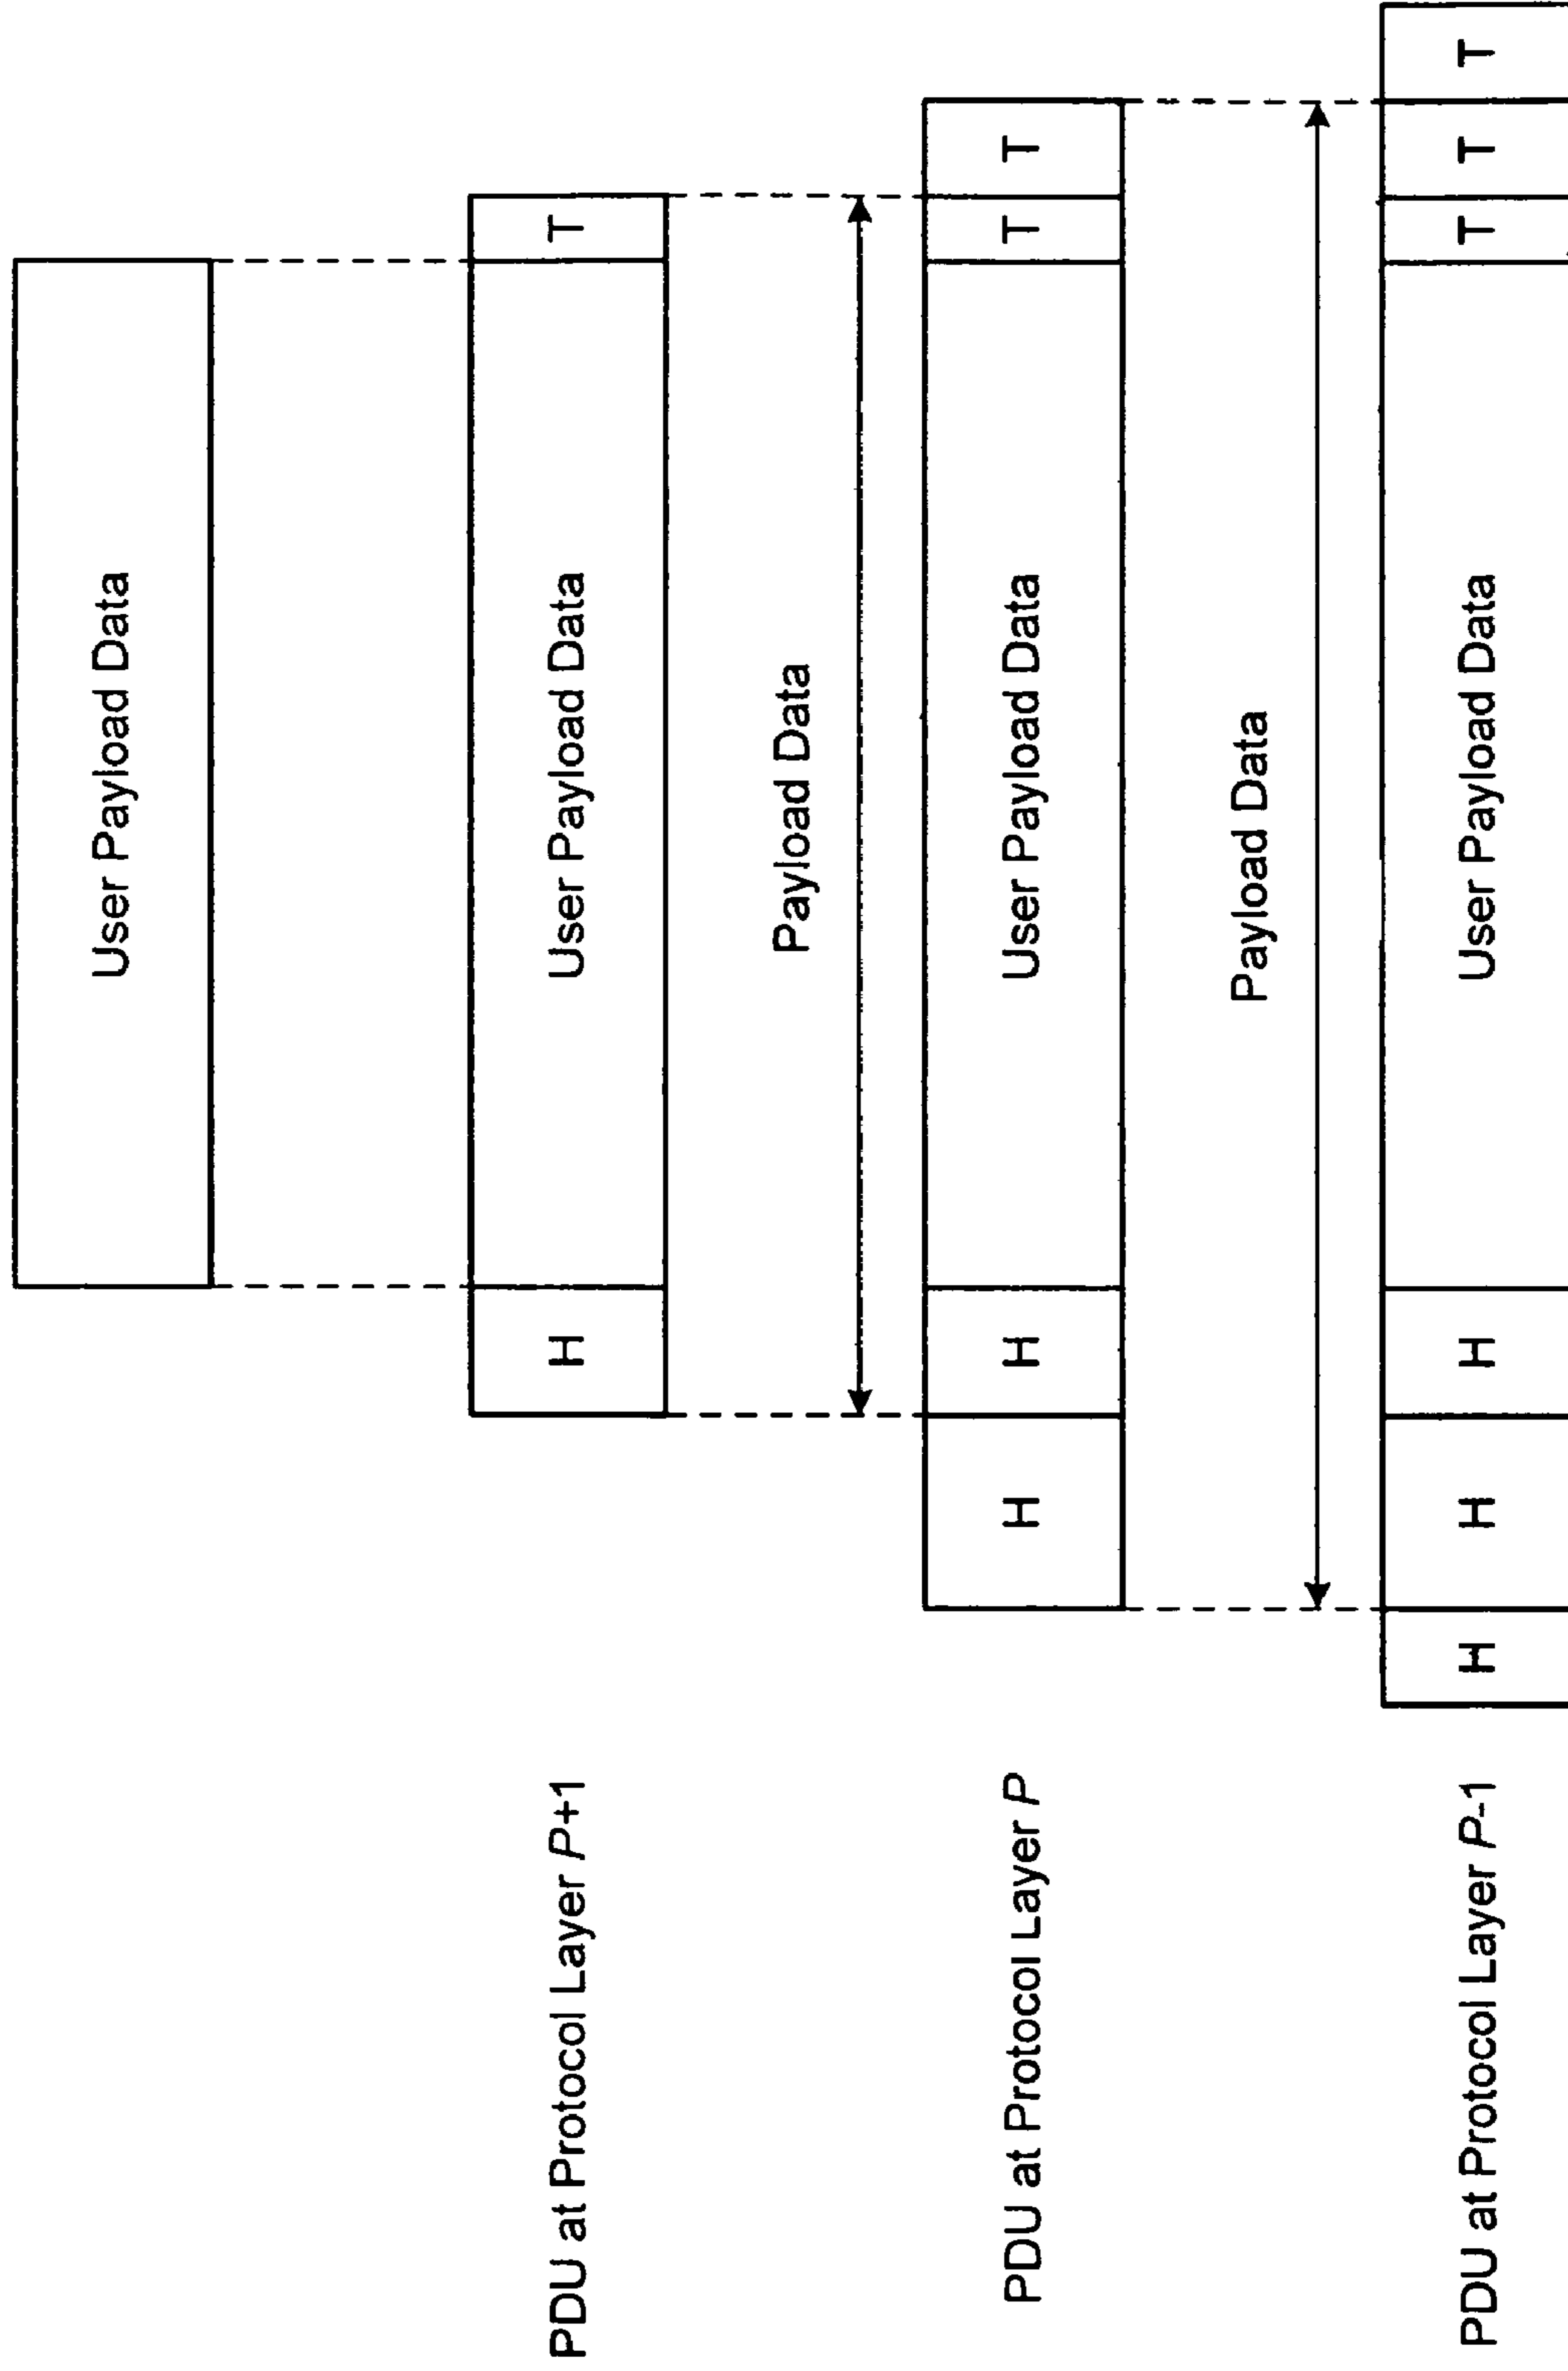 User Payload Data
PDU at Protocol Layer P+1
H
User Payload Data
T
Payload Data
PDU at Protocol Layer P
H
H
User Payload Data
T
T
Payload Data
PDU at Protocol Layer P-1
H
H
H
User Payload Data
T
T
T